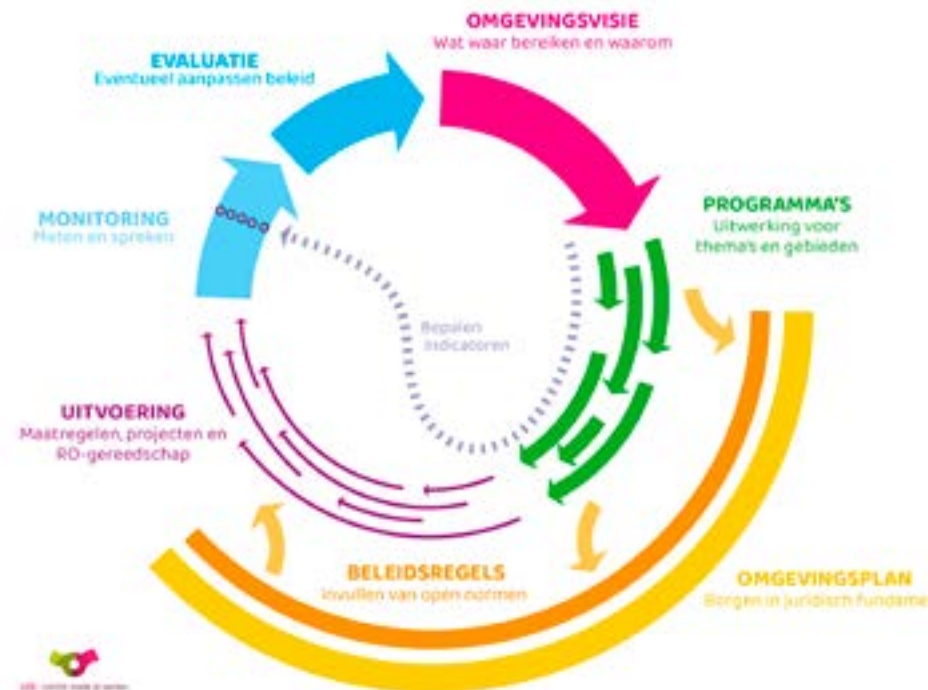 OMGEVINGSVISIE
Wat waar bereiken en waarom
EVALUATIE
Eventueel aanpassen beleid
PROGRAMMA'S
Uitwerking voor
thema's en gebieden
MONITORING
Meten en spreken
Bepalen
indicatoren
UITVOERING
Maatregelen, projecten en
RO-gereedschap
BELEIDSREGELS
Invullen van open normen
OMGEVINGSPLAN
Borgen in juridisch fundame